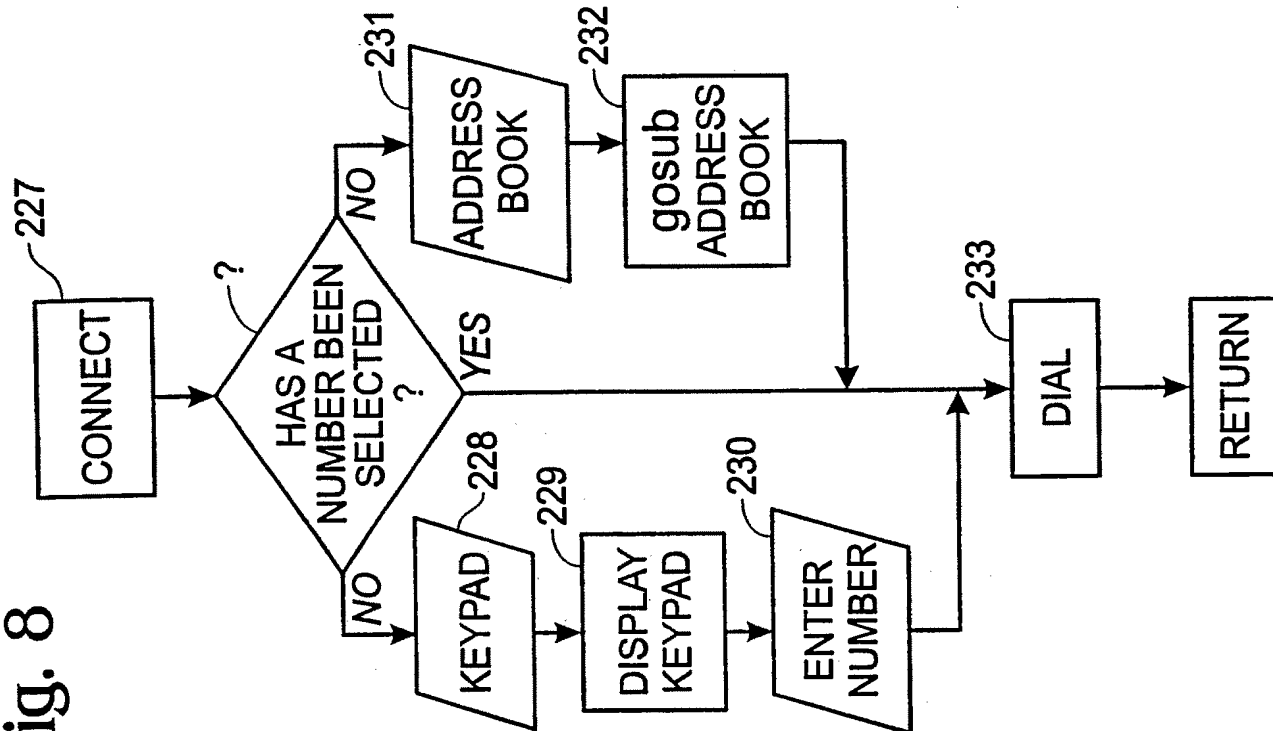 ig. 8
227
CONNECT
?
HAS A
NUMBER BEEN
SELECTED
?
NO
YES
NO
228
KEYPAD
229
DISPLAY
KEYPAD
230
ENTER
NUMBER
231
ADDRESS
BOOK
232
gosub
ADDRESS
BOOK
233
DIAL
RETURN